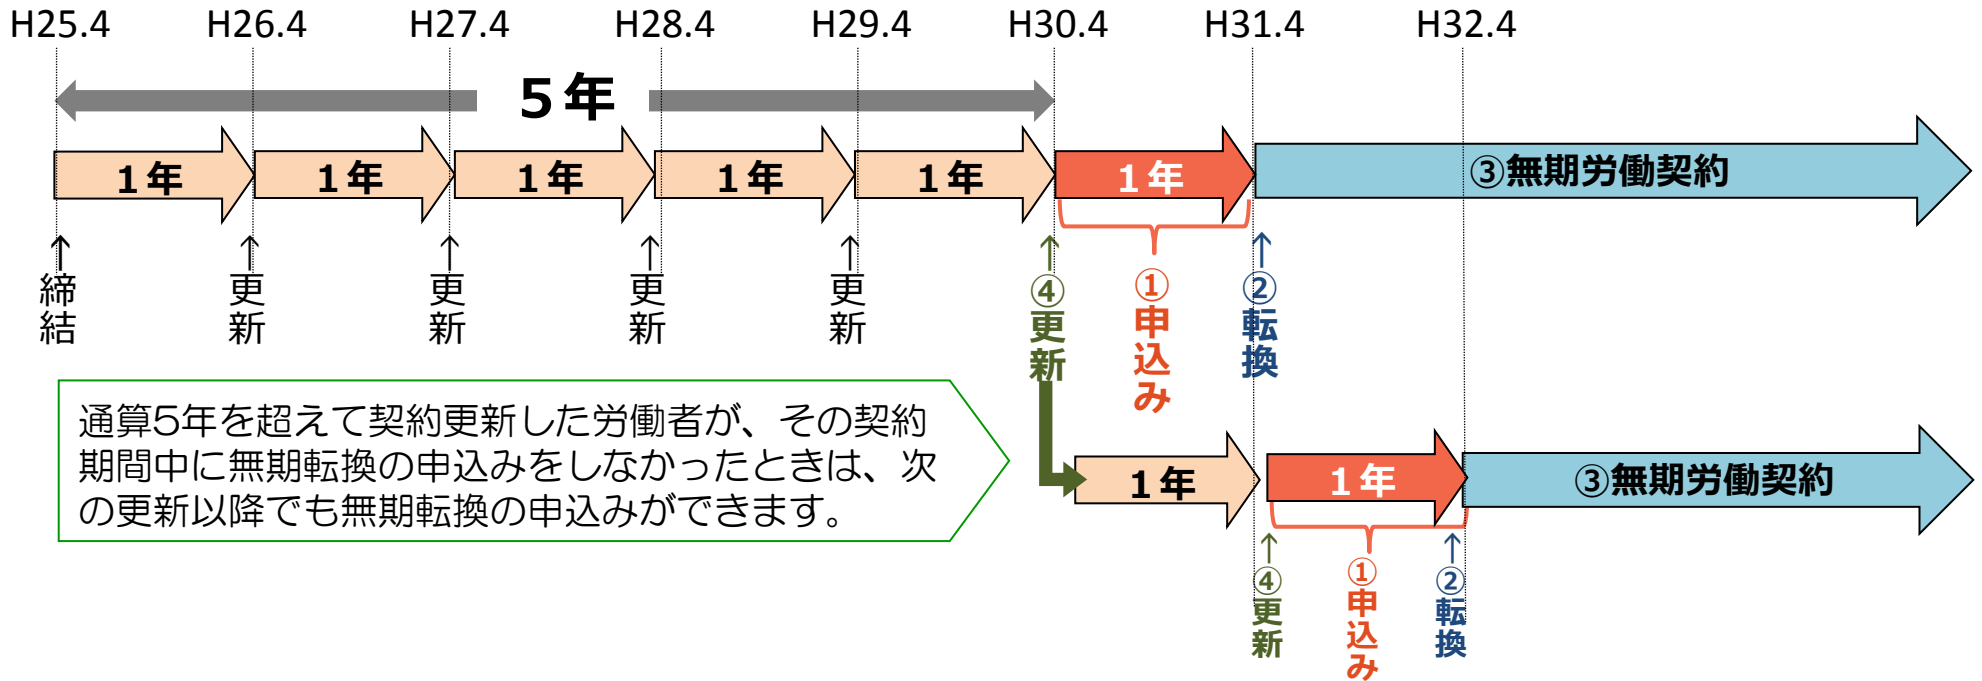 H25.4 H26.4 H27.4 H28.4 H29.4 H30.4 H31.4 H32.4
５年
１年 １年 １年 １年 １年 １年 ③無期労働契約
↑締結
↑更新
↑更新
↑更新
↑更新
↑④更新
①申込み
↑②転換
通算5年を超えて契約更新した労働者が、その契約
期間中に無期転換の申込みをしなかったときは、次
の更新以降でも無期転換の申込みができます。
１年 １年 ③無期労働契約
↑④更新
①申込み
↑②転換